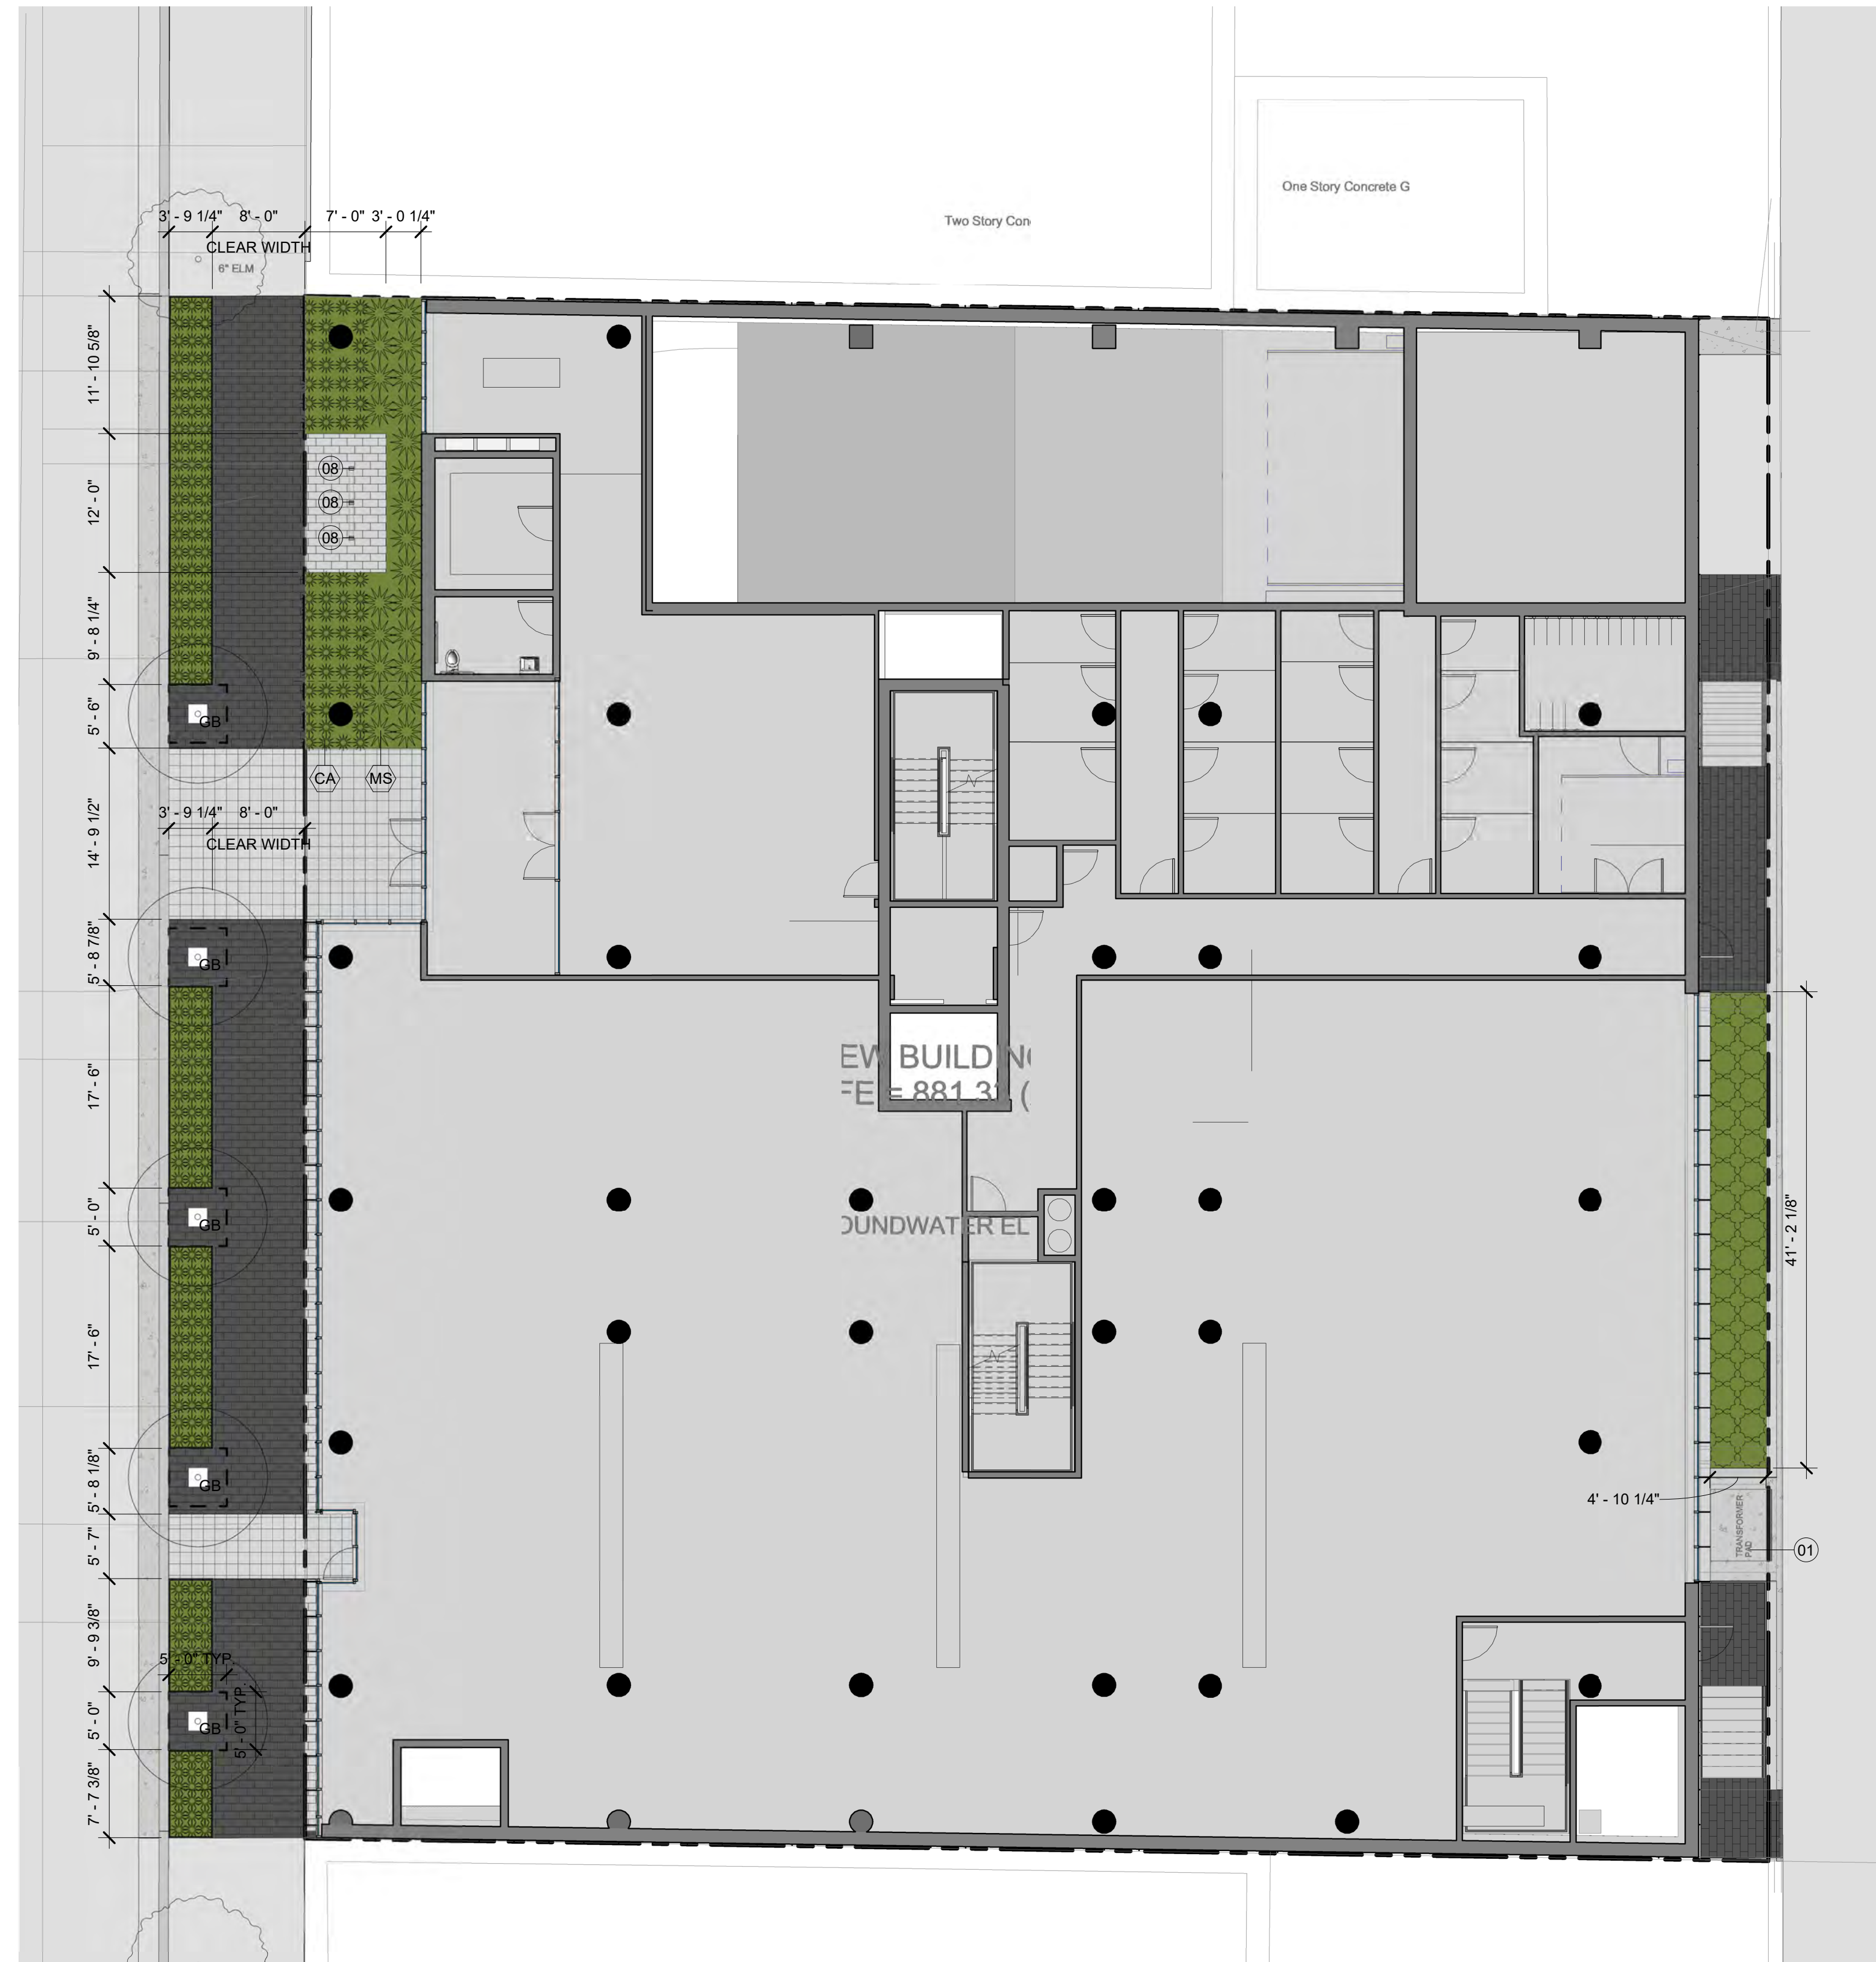 One Story Concrete G
Two Story Con
3' - 9 1/4" 8' - 0" 7' - 0" 3' - 0 1/4"
CLEAR WIDTH
6" ELM
11' - 10 5/8"
12' - 0"
08
08
08
9' - 8 1/4"
5' - 6"
GB
CA MS
14' - 9 1/2"
3' - 9 1/4" 8' - 0"
CLEAR WIDTH
5' - 8 7/8"
GB
17' - 6"
EW BUILDIN
FE = 881.3
5' - 0"
GB
OUNDWATER EL
41' - 2 1/8"
17' - 6"
5' - 8 1/8"
GB
4' - 10 1/4"
TRANSFORMER
PAD
01
5' - 7"
9' - 9 3/8"
5' - 0" TYP.
5' - 0" TYP.
5' - 0"
GB
7' - 7 3/8"